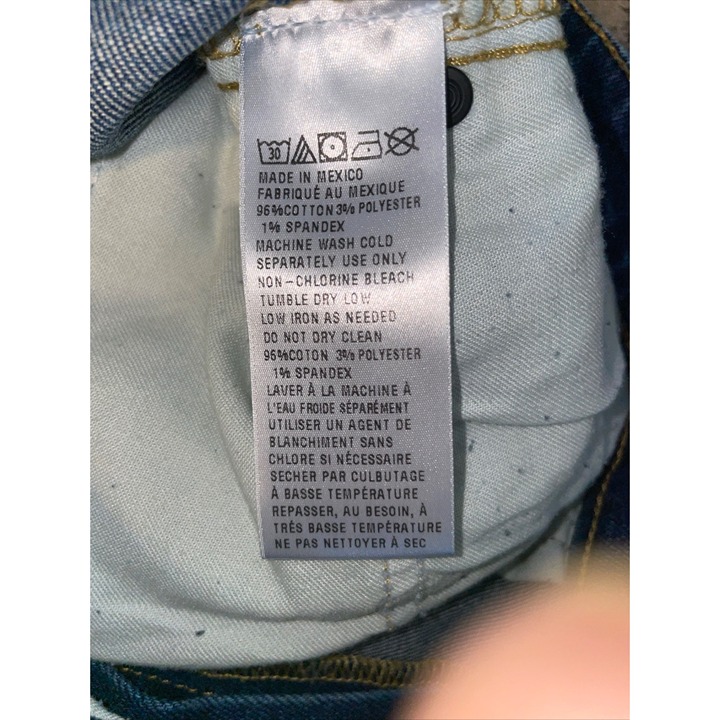 30
MADE IN MEXICO
FABRIQUÉ AU MEXIQUE
96%COTTON 3% POLYESTER
1% SPANDEX
MACHINE WASH COLD
SEPARATELY USE ONLY
NON-CHLORINE BLEACH
TUMBLE DRY LOW
LOW IRON AS NEEDED
DO NOT DRY CLEAN
96%COTON 3% POLYESTER
1% SPANDEX
LAVER À LA MACHINE À
L'EAU FROIDE SÉPARÉMENT
UTILISER UN AGENT DE
BLANCHIMENT SANS
CHLORE SI NÉCESSAIRE
SECHER PAR CULBUTAGE
À BASSE TEMPÉRATURE
REPASSER, AU BESOIN, À
TRÉS BASSE TEMPÉRATURE
NE PAS NETTOYER À SEC